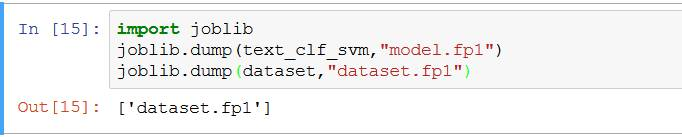 In [15]: import joblib
joblib.dump(text_clf_svm,"model.fp1")
joblib.dump(dataset,"dataset.fp1")
Out[15]: ['dataset.fp1']